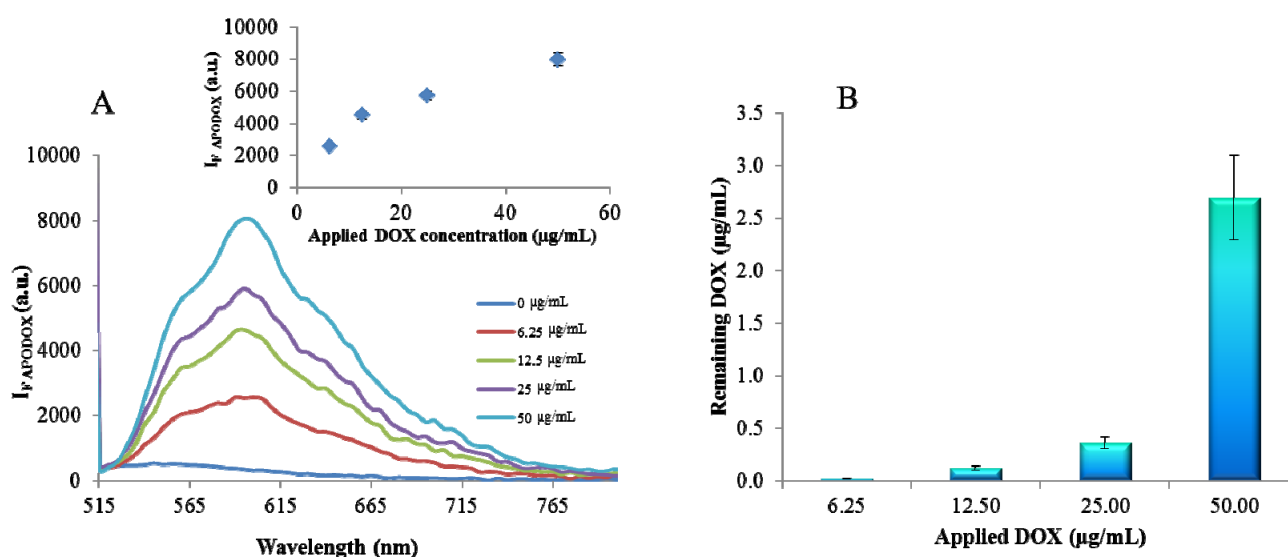 A
10000
8000
6000
4000
2000
0
I_F APODOX (a.u.)
0 20 40 60
Applied DOX concentration (µg/mL)
10000
8000
6000
4000
2000
0
I_F APODOX (a.u.)
0 µg/mL
6.25 µg/mL
12.5 µg/mL
25 µg/mL
50 µg/mL
515 565 615 665 715 765
Wavelength (nm)
B
3.5
3.0
2.5
2.0
1.5
1.0
0.5
0.0
Remaining DOX (µg/mL)
6.25 12.50 25.00 50.00
Applied DOX (µg/mL)